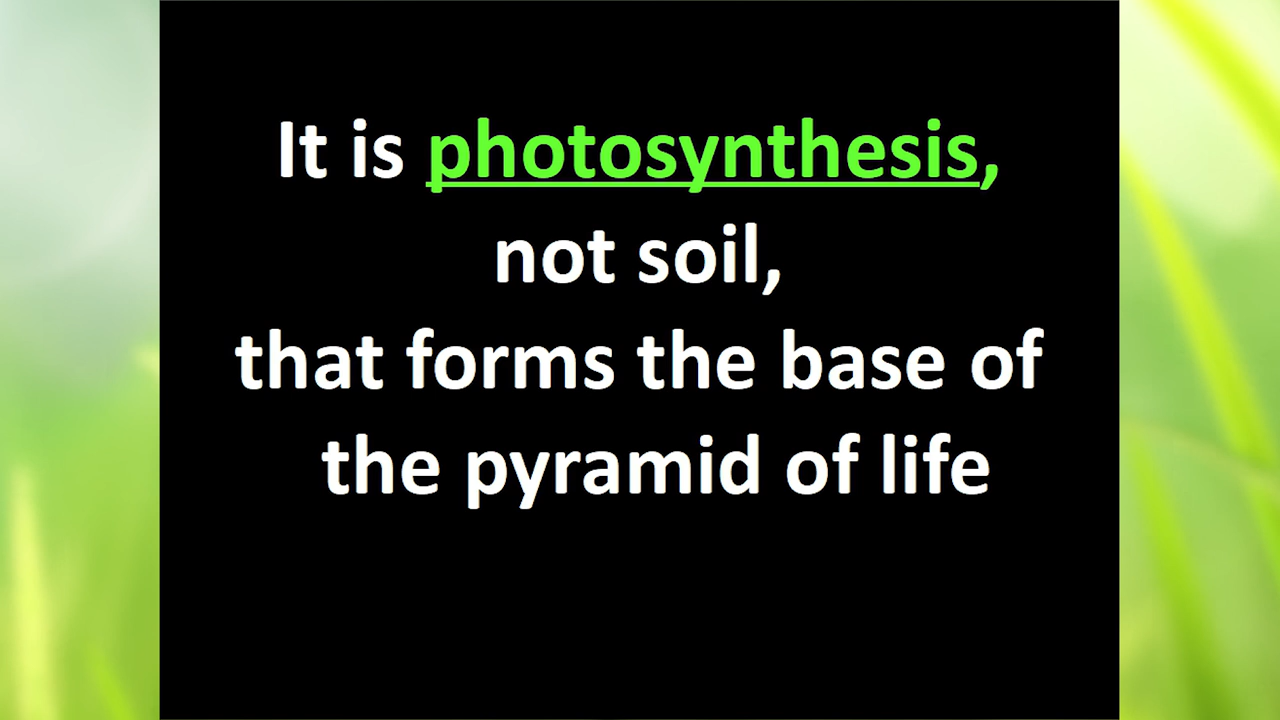 It is photosynthesis,
not soil,
that forms the base of
the pyramid of life